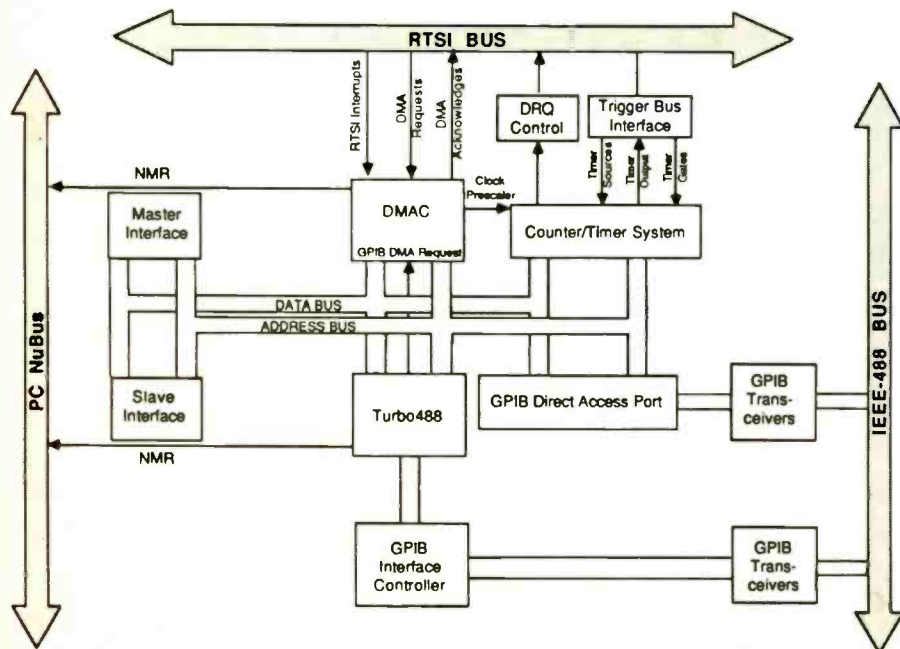 RTSI BUS
RTSI Interrupts
DMA
Requests
DMA
Acknowledges
DRQ
Control
Trigger Bus
Interface
Timer
Sources
Timer
Output
Timer
Gates
NMR
Clock
Prescaler
Master
Interface
DMAC
GPIB DMA Request
Counter/Timer System
PC NuBus
IEEE-488 BUS
DATA BUS
ADDRESS BUS
Slave
Interface
Turbo488
GPIB Direct Access Port
GPIB
Trans-
ceivers
NMR
GPIB
Interface
Controller
GPIB
Trans-
ceivers